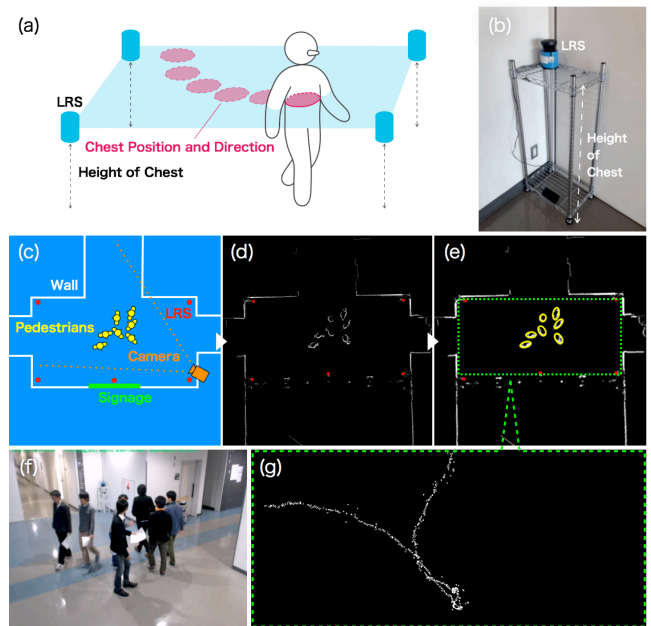 (a)
LRS
Chest Position and Direction
Height of Chest
(b)
LRS
Height
of
Chest
(c)
Wall
LRS
Pedestrians
Camera
Signage
(d)
(e)
(f)
(g)